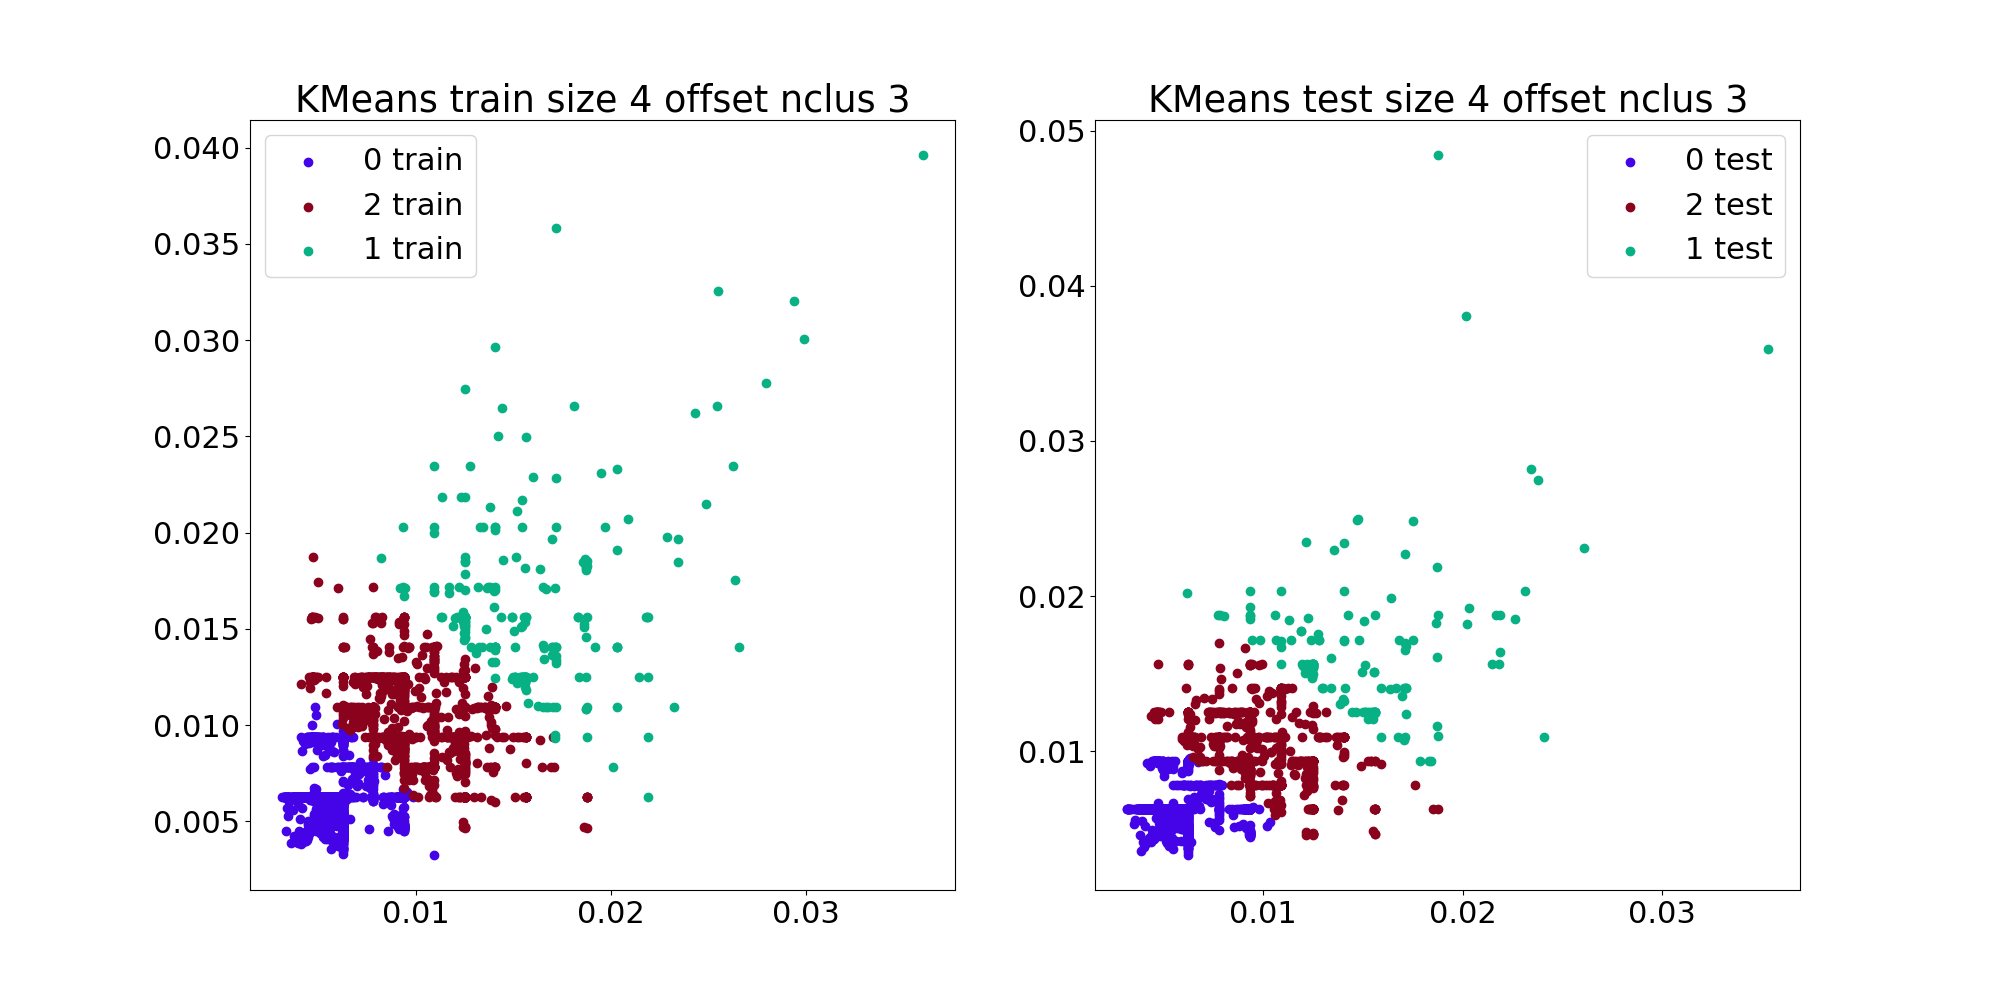 KMeans train size 4 offset nclus 3
0 train
2 train
1 train
0.040
0.035
0.030
0.025
0.020
0.015
0.010
0.005
0.01
0.02
0.03
KMeans test size 4 offset nclus 3
0 test
2 test
1 test
0.05
0.04
0.03
0.02
0.01
0.01
0.02
0.03